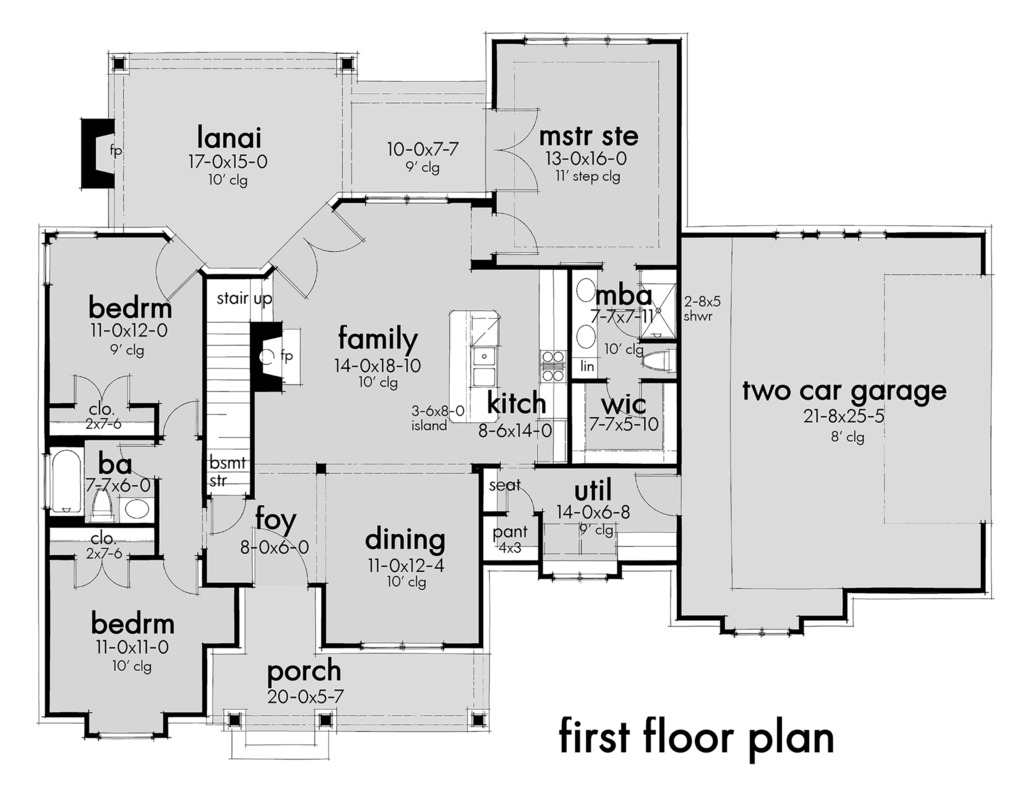 lanai
17-0x15-0
10' clg
fp
10-0x7-7
9' clg
mstr ste
13-0x16-0
11' step clg
bedrm
11-0x12-0
9' clg
stair up
fp
family
14-0x18-10
10' clg
mba
7-7x7-11
10' clg
2-8x5
shwr
lin
two car garage
21-8x25-5
8' clg
clo.
2x7-6
3-6x8-0
island
kitch
8-6x14-0
wic
7-7x5-10
ba
7-7x6-0
bsmt
str
seat
util
14-0x6-8
9' clg
pant
4x3
foy
8-0x6-0
dining
11-0x12-4
10' clg
clo.
2x7-6
bedrm
11-0x11-0
10' clg
porch
20-0x5-7
first floor plan